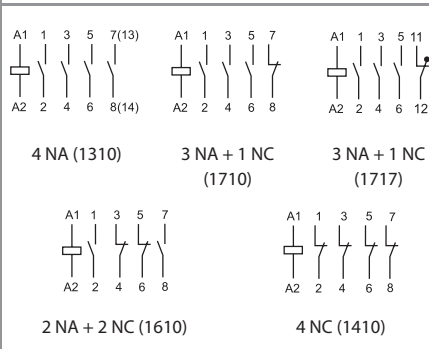 A1 1 3 5 7(13)
A2 2 4 6 8(14)
4 NA (1310)
A1 1 3 5 7
A2 2 4 6 8
3 NA + 1 NC
(1710)
A1 1 3 5 11
A2 2 4 6 12
3 NA + 1 NC
(1717)
A1 1 3 5 7
A2 2 4 6 8
2 NA + 2 NC (1610)
A1 1 3 5 7
A2 2 4 6 8
4 NC (1410)